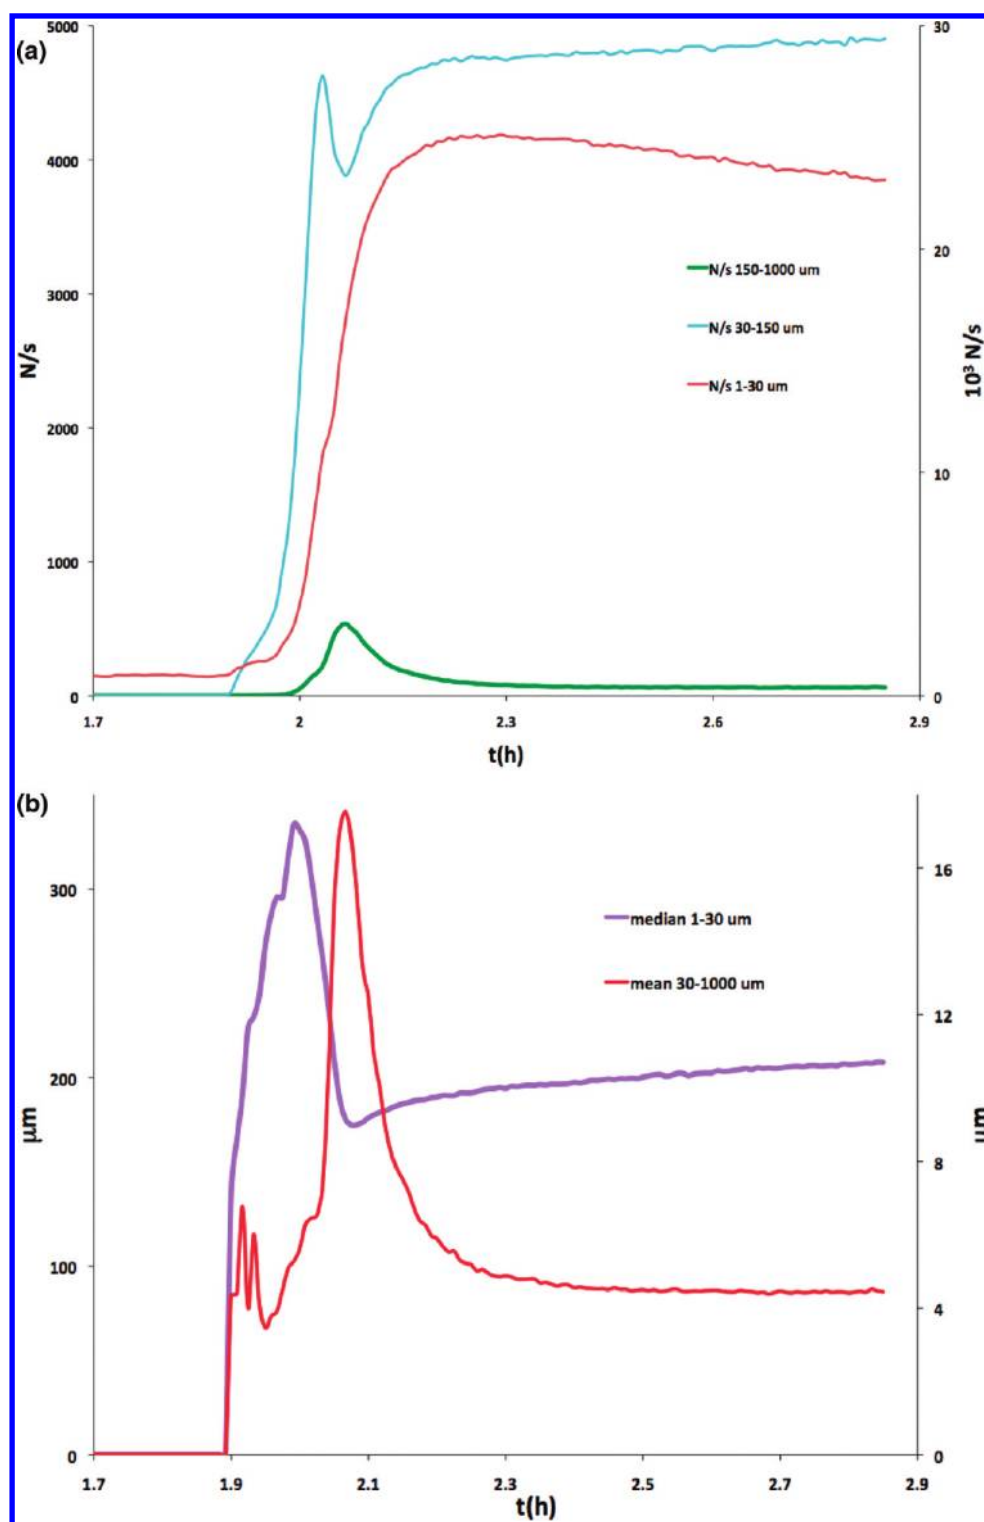 (a)
5000
4000
3000
2000
1000
0
N/s
30
20
10
0
10³ N/s
N/s 150-1000 um
N/s 30-150 um
N/s 1-30 um
1.7 2 2.3 2.6 2.9
t(h)
(b)
300
200
100
0
μm
16
12
8
4
0
μm
median 1-30 um
mean 30-1000 um
1.7 1.9 2.1 2.3 2.5 2.7 2.9
t(h)